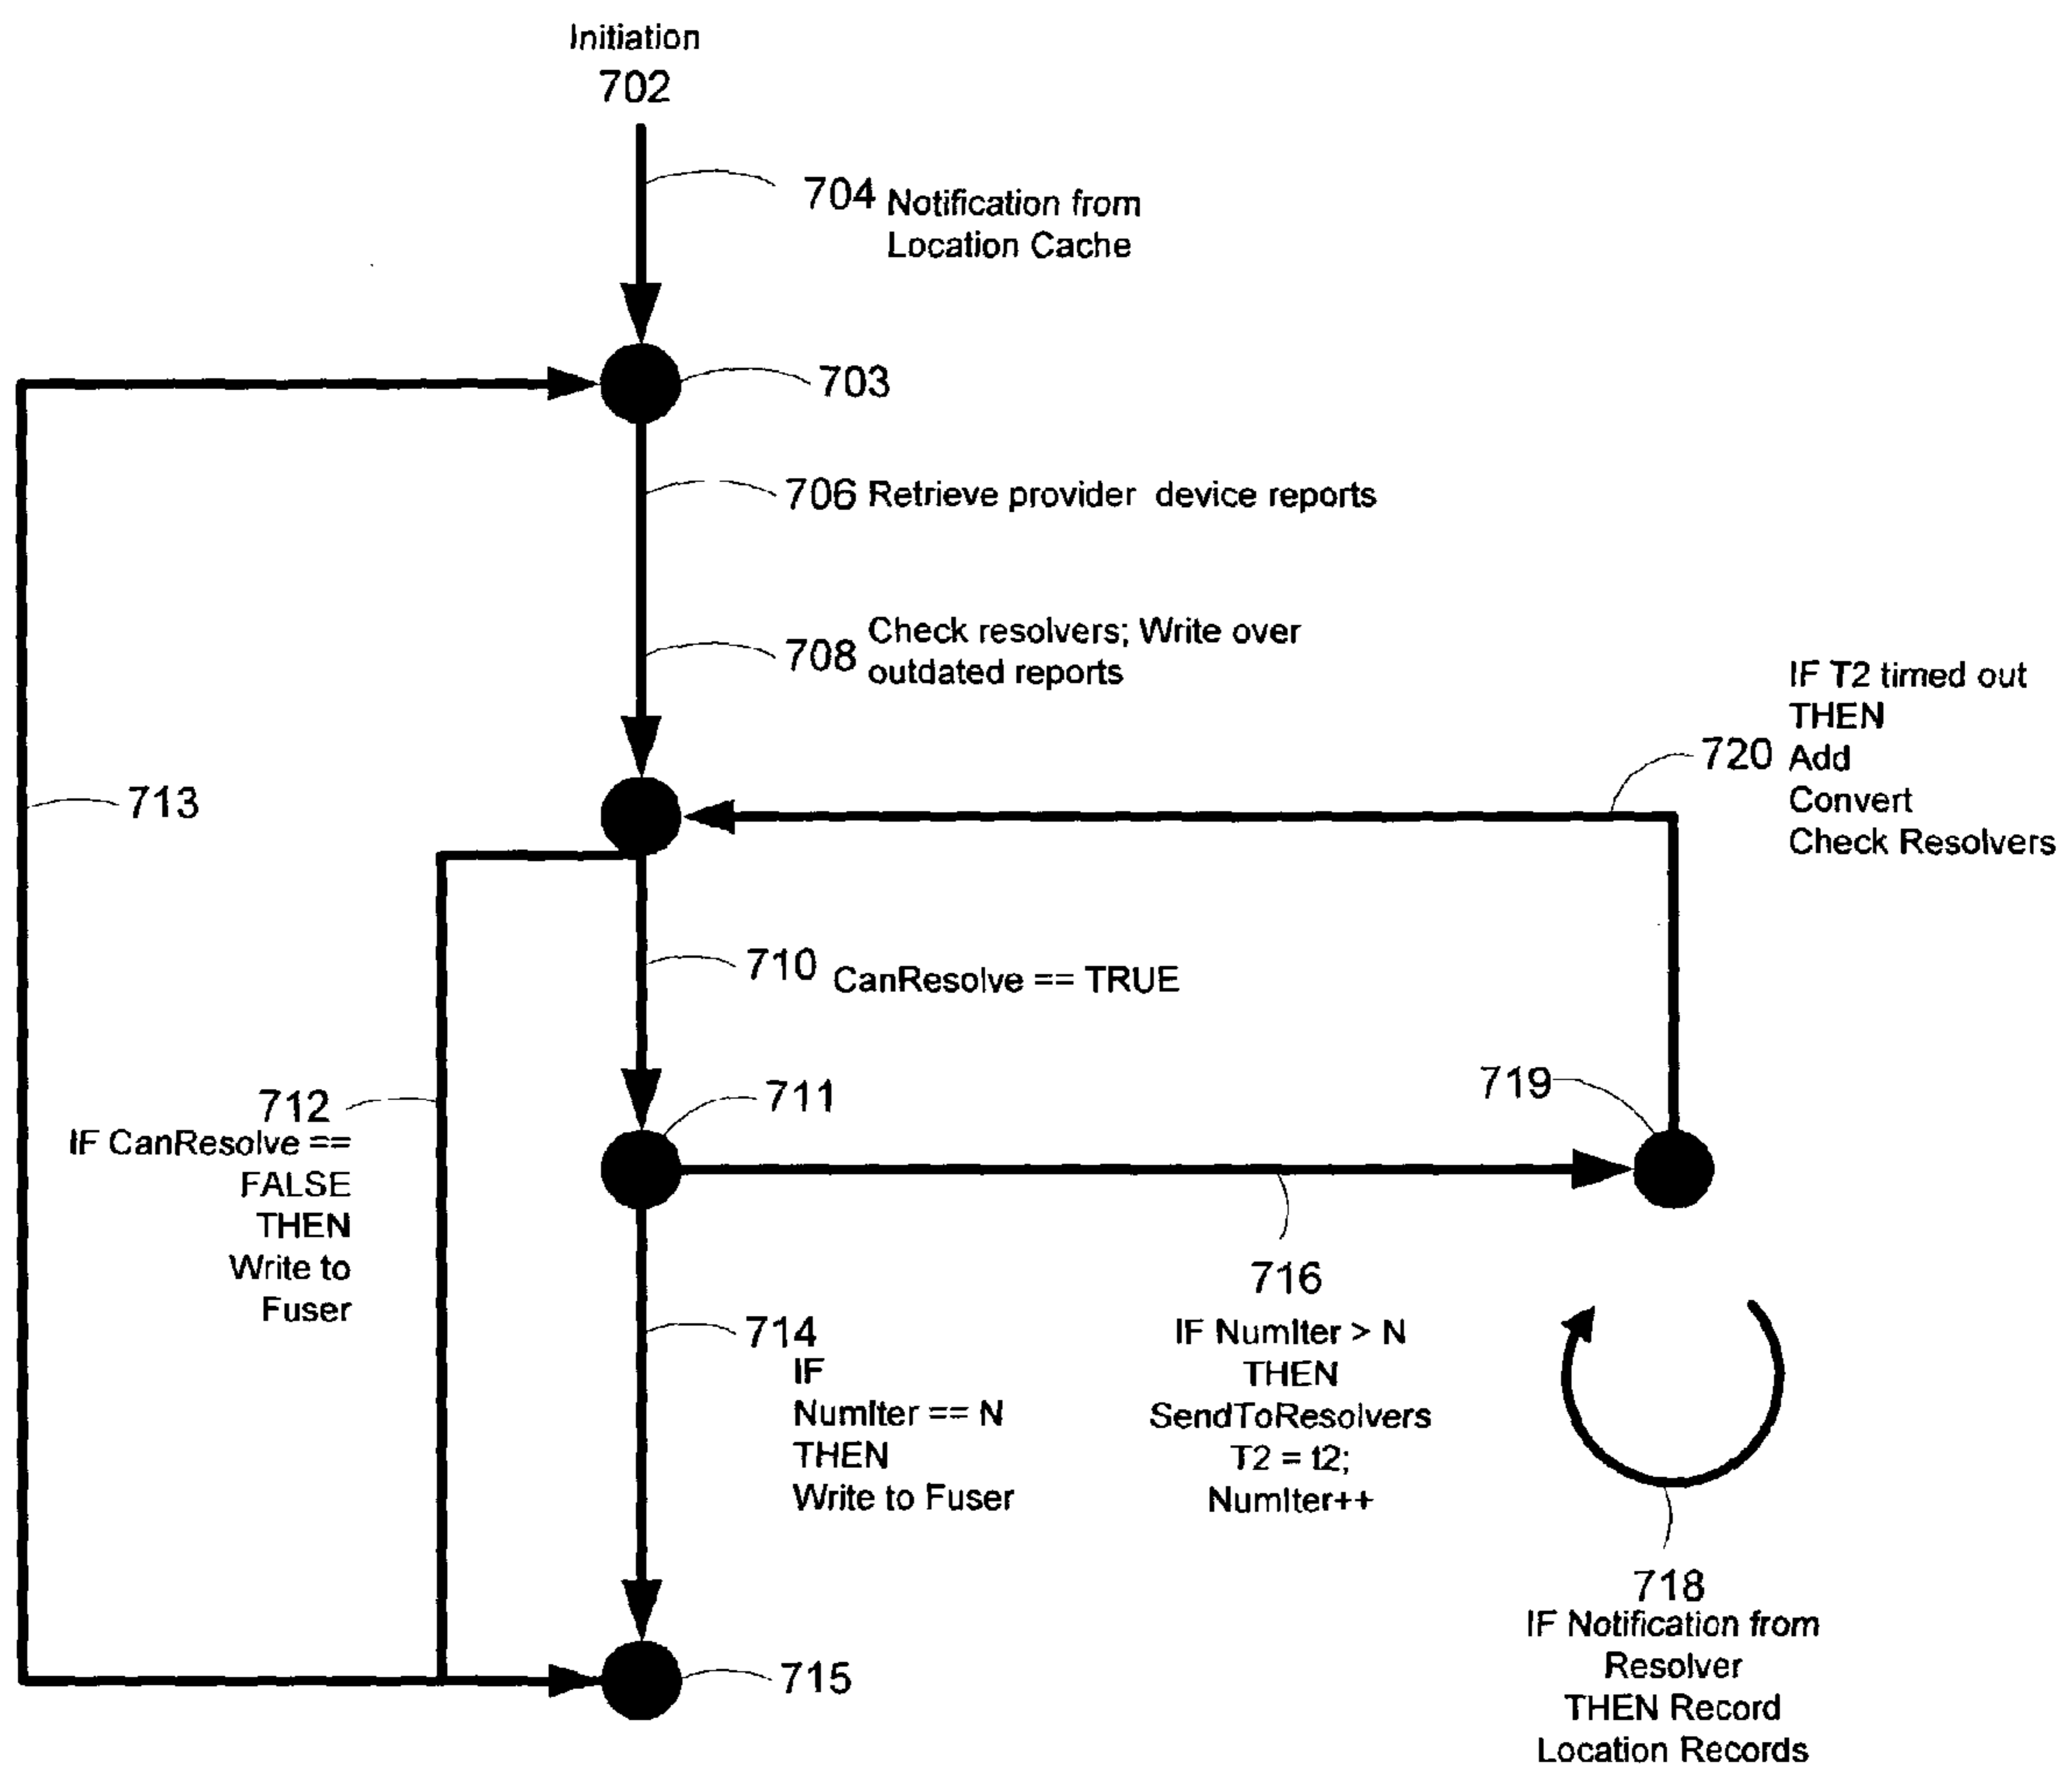 Initiation
702
704 Notification from
Location Cache
703
706 Retrieve provider device reports
708 Check resolvers; Write over
outdated reports
IF T2 timed out
THEN
720 Add
Convert
Check Resolvers
713
710 CanResolve == TRUE
712
IF CanResolve ==
FALSE
THEN
Write to
Fuser
711
719
714
IF
NumIter == N
THEN
Write to Fuser
716
IF NumIter > N
THEN
SendToResolvers
T2 = t2;
NumIter++
718
IF Notification from
Resolver
THEN Record
Location Records
715